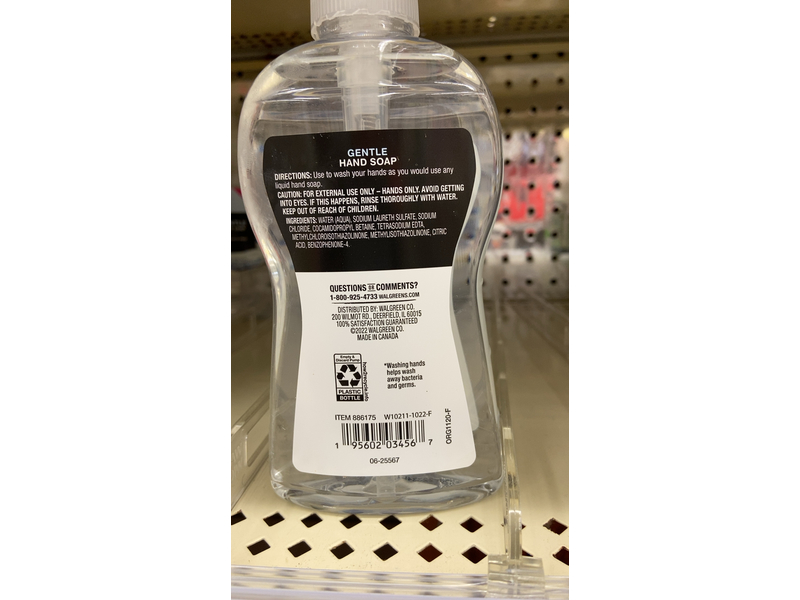 GENTLE
HAND SOAP
DIRECTIONS: Use to wash your hands as you would use any
liquid hand soap.
CAUTION: FOR EXTERNAL USE ONLY – HANDS ONLY. AVOID GETTING
INTO EYES. IF THIS HAPPENS, RINSE THOROUGHLY WITH WATER.
KEEP OUT OF REACH OF CHILDREN.
INGREDIENTS: WATER (AQUA), SODIUM LAURETH SULFATE, SODIUM
CHLORIDE, COCAMIDOPROPYL BETAINE, TETRASODIUM EDTA,
METHYLCHLOROISOTHIAZOLINONE, METHYLISOTHIAZOLINONE, CITRIC
ACID, BENZOPHENONE-4.
QUESTIONS OR COMMENTS?
1-800-925-4733 WALGREENS.COM
DISTRIBUTED BY: WALGREEN CO.
200 WILMOT RD., DEERFIELD, IL 60015
100% SATISFACTION GUARANTEED
©2022 WALGREEN CO.
MADE IN CANADA
Empty &
Discard Pump
PLASTIC
BOTTLE
how2recycle.info
*Washing hands
helps wash
away bacteria
and germs.
ITEM 886175 W10211-1022-F
ORG1120-F
1 95602 03456 7
06-25567